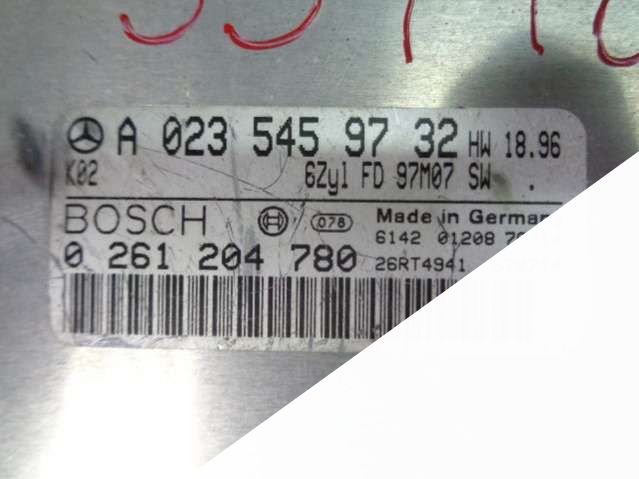 A 023 545 97 32 HW 18.96
K02 6Zyl FD 97M07 SW .
BOSCH 078 Made in
6142 01208
0 261 204 780 26RT4941